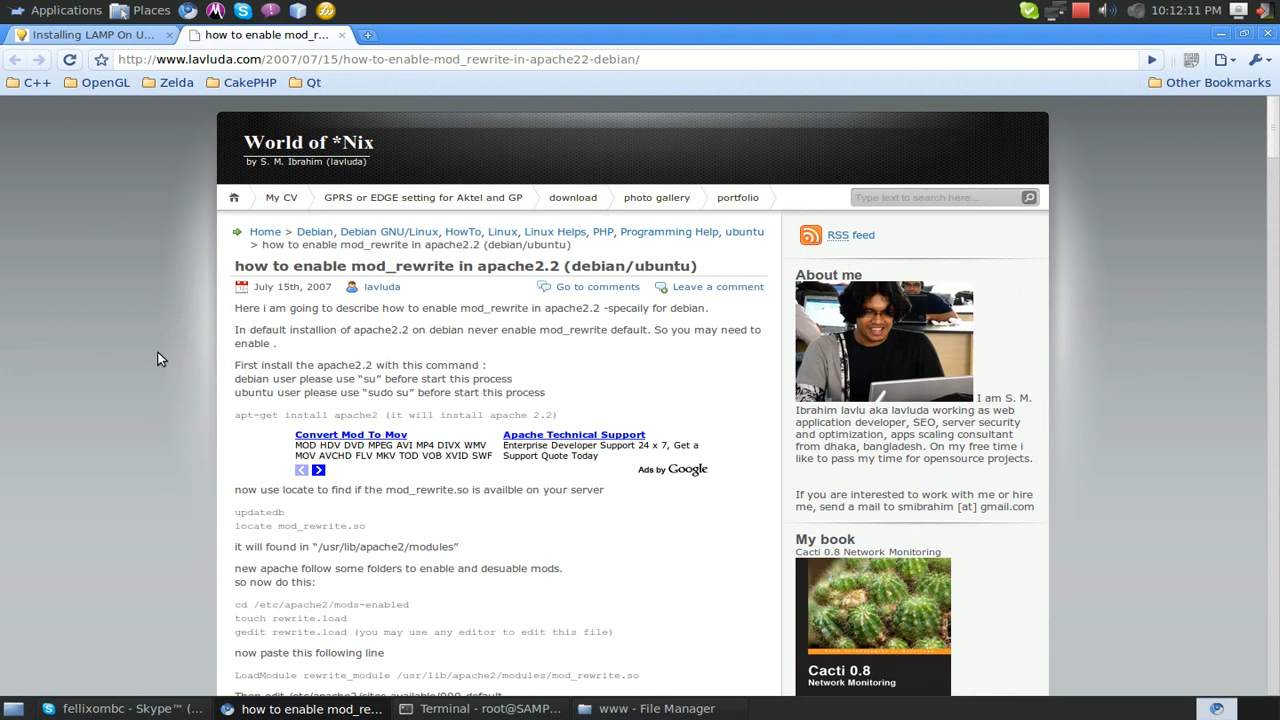 Applications Places 10:12:11 PM
Installing LAMP On U...
how to enable mod_r...
http://www.lavluda.com/2007/07/15/how-to-enable-mod_rewrite-in-apache22-debian/
C++ OpenGL Zelda CakePHP Qt Other Bookmarks
World of *Nix
by S. M. Ibrahim (lavluda)
My CV GPRS or EDGE setting for Aktel and GP download photo gallery portfolio Type text to search here...
Home > Debian, Debian GNU/Linux, HowTo, Linux, Linux Helps, PHP, Programming Help, ubuntu
> how to enable mod_rewrite in apache2.2 (debian/ubuntu)
how to enable mod_rewrite in apache2.2 (debian/ubuntu)
July 15th, 2007 lavluda Go to comments Leave a comment
Here i am going to describe how to enable mod_rewrite in apache2.2 -specaily for debian.
In default installion of apache2.2 on debian never enable mod_rewrite default. So you may need to
enable .
First install the apache2.2 with this command :
debian user please use “su” before start this process
ubuntu user please use “sudo su” before start this process
apt-get install apache2 (it will install apache 2.2)
Convert Mod To Mov
MOD HDV DVD MPEG AVI MP4 DIVX WMV
MOV AVCHD FLV MKV TOD VOB XVID SWF
Apache Technical Support
Enterprise Developer Support 24 x 7, Get a
Support Quote Today
Ads by Google
now use locate to find if the mod_rewrite.so is availble on your server
updatedb
locate mod_rewrite.so
it will found in “/usr/lib/apache2/modules”
new apache follow some folders to enable and desuable mods.
so now do this:
cd /etc/apache2/mods-enabled
touch rewrite.load
gedit rewrite.load (you may use any editor to edit this file)
now paste this following line
LoadModule rewrite_module /usr/lib/apache2/modules/mod_rewrite.so
Then edit /etc/apache2/sites-available/000-default
RSS feed
About me
I am S. M.
Ibrahim lavlu aka lavluda working as web
application developer, SEO, server security
and optimization, apps scaling consultant
from dhaka, bangladesh. On my free time i
like to pass my time for opensource projects.
If you are interested to work with me or hire
me, send a mail to smibrahim [at] gmail.com
My book
Cacti 0.8 Network Monitoring
Cacti 0.8
Network Monitoring
fellixombc - Skype™ (... how to enable mod_re... Terminal - root@SAMP... www - File Manager